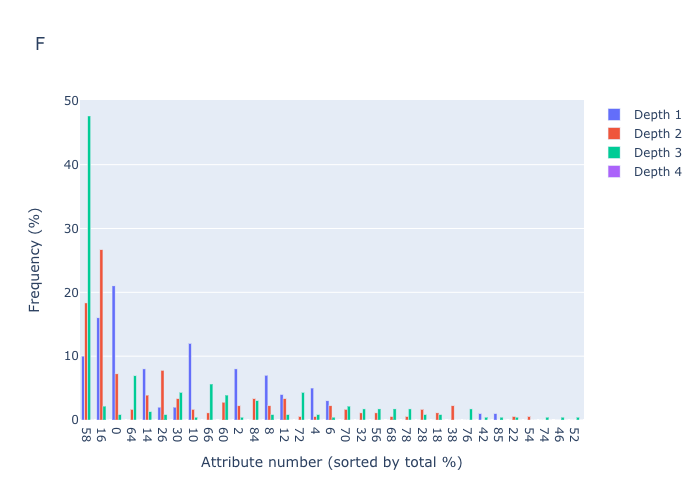 F
50
40
30
20
10
0
Frequency (%)
58 16 0 64 14 26 30 10 66 60 2 84 8 12 72 4 6 70 32 56 68 78 28 18 38 76 42 85 22 54 74 46 52
Attribute number (sorted by total %)
Depth 1
Depth 2
Depth 3
Depth 4